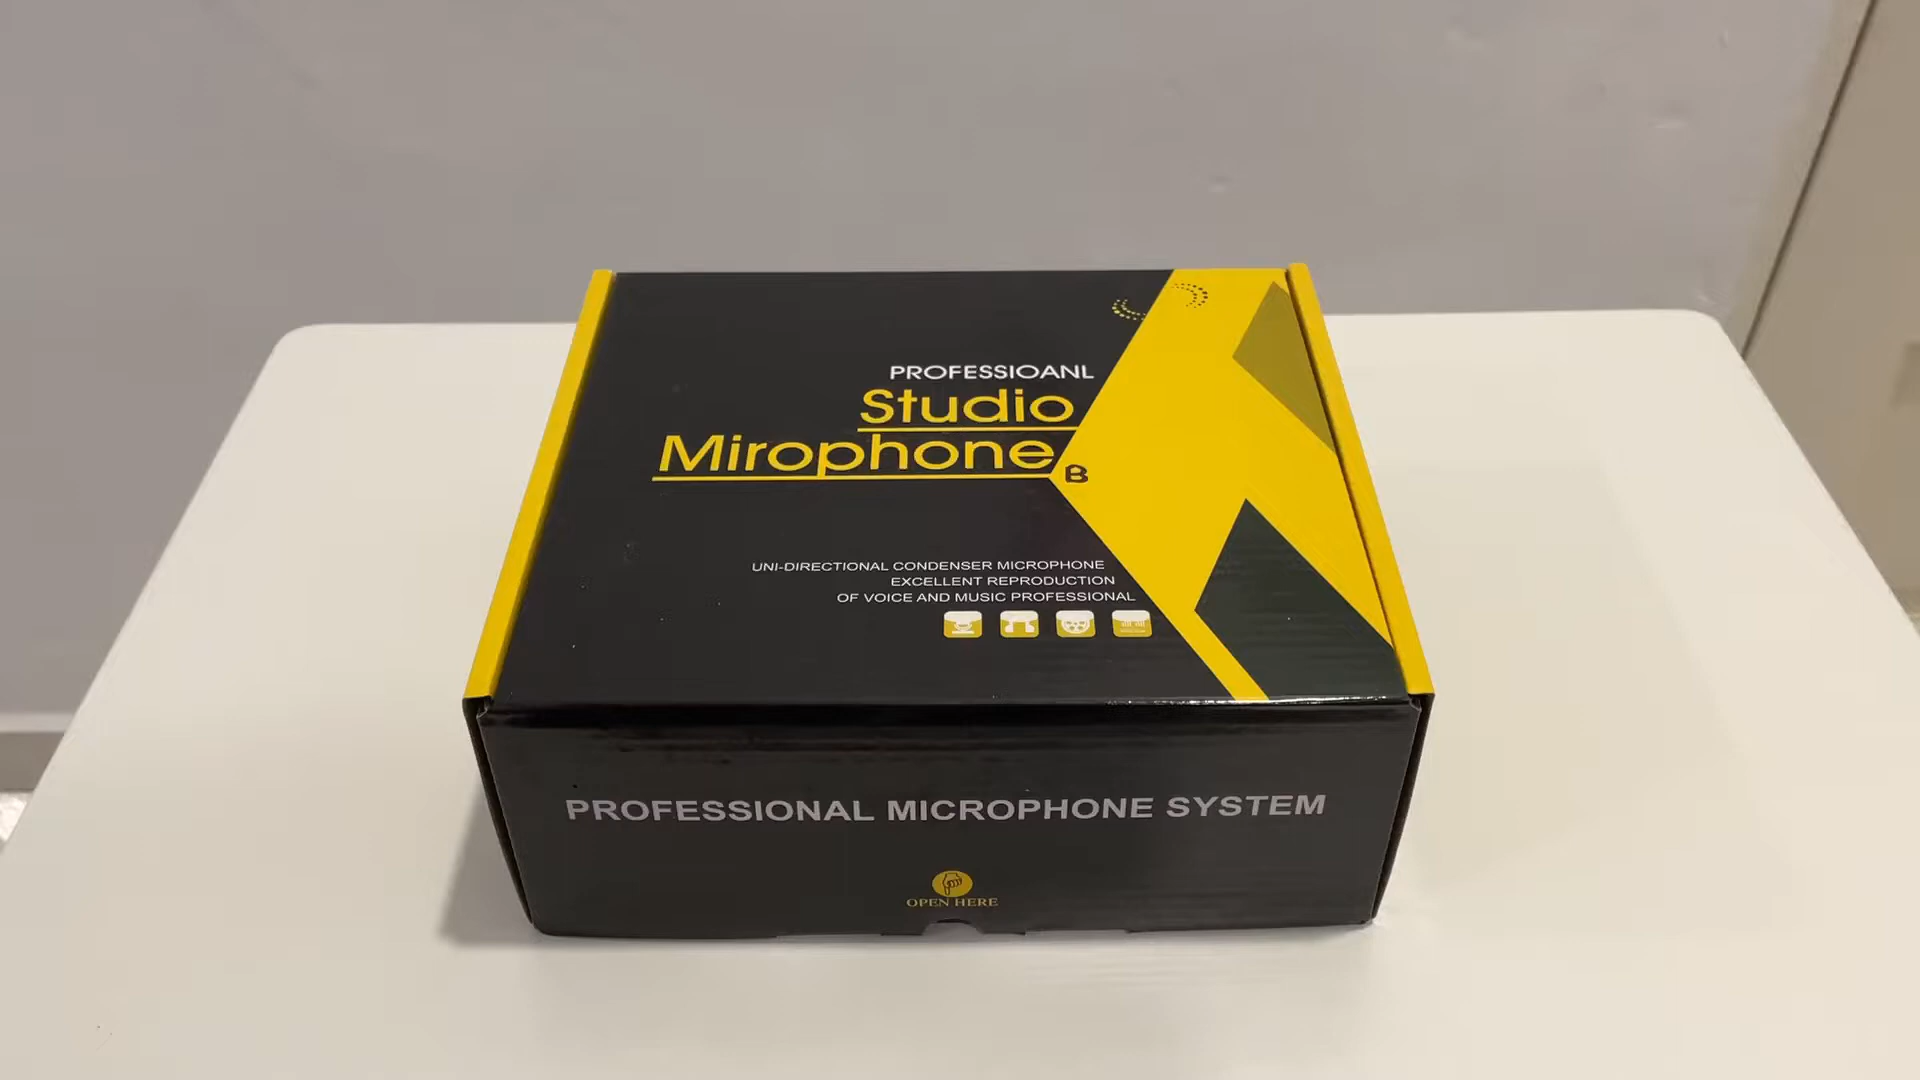 PROFESSIOANL
Studio
Mirophone
B
UNI-DIRECTIONAL CONDENSER MICROPHONE
EXCELLENT REPRODUCTION
OF VOICE AND MUSIC PROFESSIONAL
PROFESSIONAL MICROPHONE SYSTEM
OPEN HERE